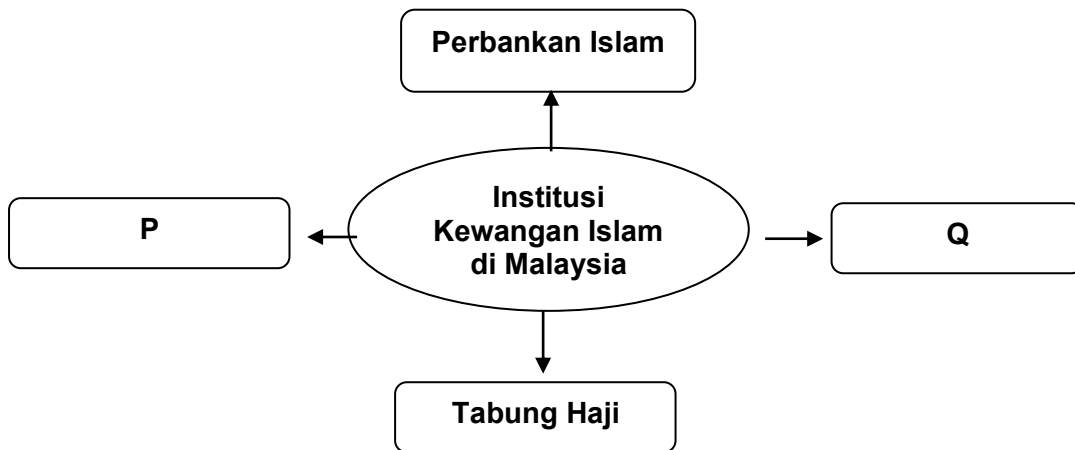 Perbankan Islam
Institusi
Kewangan Islam
di Malaysia
P
Q
Tabung Haji